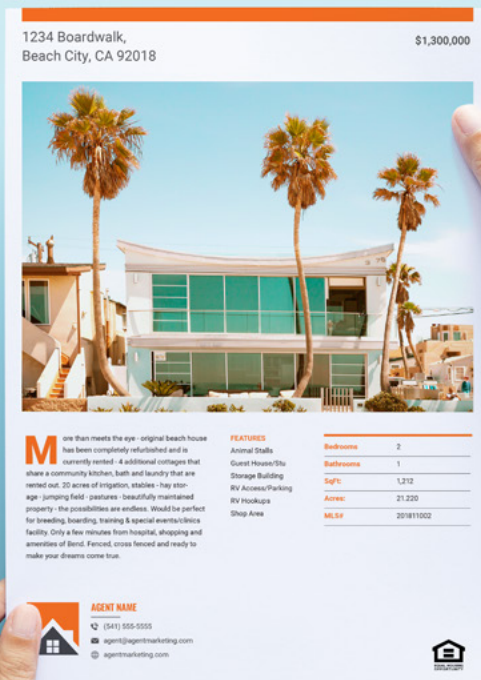 1234 Boardwalk,
Beach City, CA 92018
$1,300,000
More than meets the eye - original beach house
has been completely refurbished and is
currently rented - 4 additional cottages that
share a community kitchen, bath and laundry that are
rented out. 20 acres of irrigation, stables - hay stor-
age - jumping field - pastures - beautifully maintained
property - the possibilities are endless. Would be perfect
for breeding, boarding, training & special events/clinics
facility. Only a few minutes from hospital, shopping and
amenities of Bend. Fenced, cross fenced and ready to
make your dreams come true.
FEATURES
Animal Stalls
Guest House/Stu
Storage Building
RV Access/Parking
RV Hookups
Shop Area
Bedrooms 2
Bathrooms 1
SqFt: 1,212
Acres: 21.220
MLS# 201811002
AGENT NAME
(541) 555-5555
agent@agentmarketing.com
agentmarketing.com
EQUAL HOUSING
OPPORTUNITY